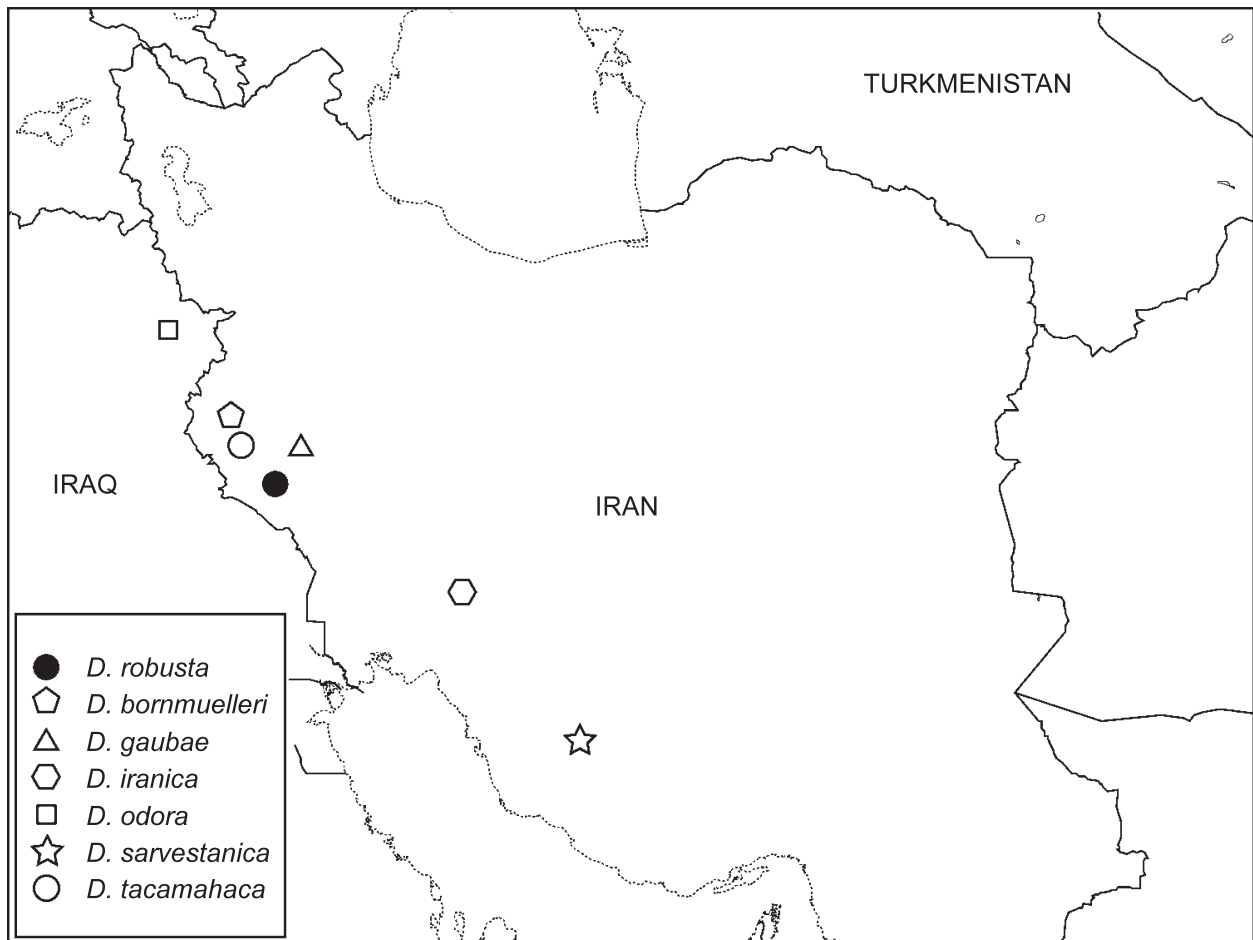 TURKMENISTAN
IRAQ
IRAN
D. robusta
D. bornmuelleri
D. gaubae
D. iranica
D. odora
D. sarvestanica
D. tacamahaca